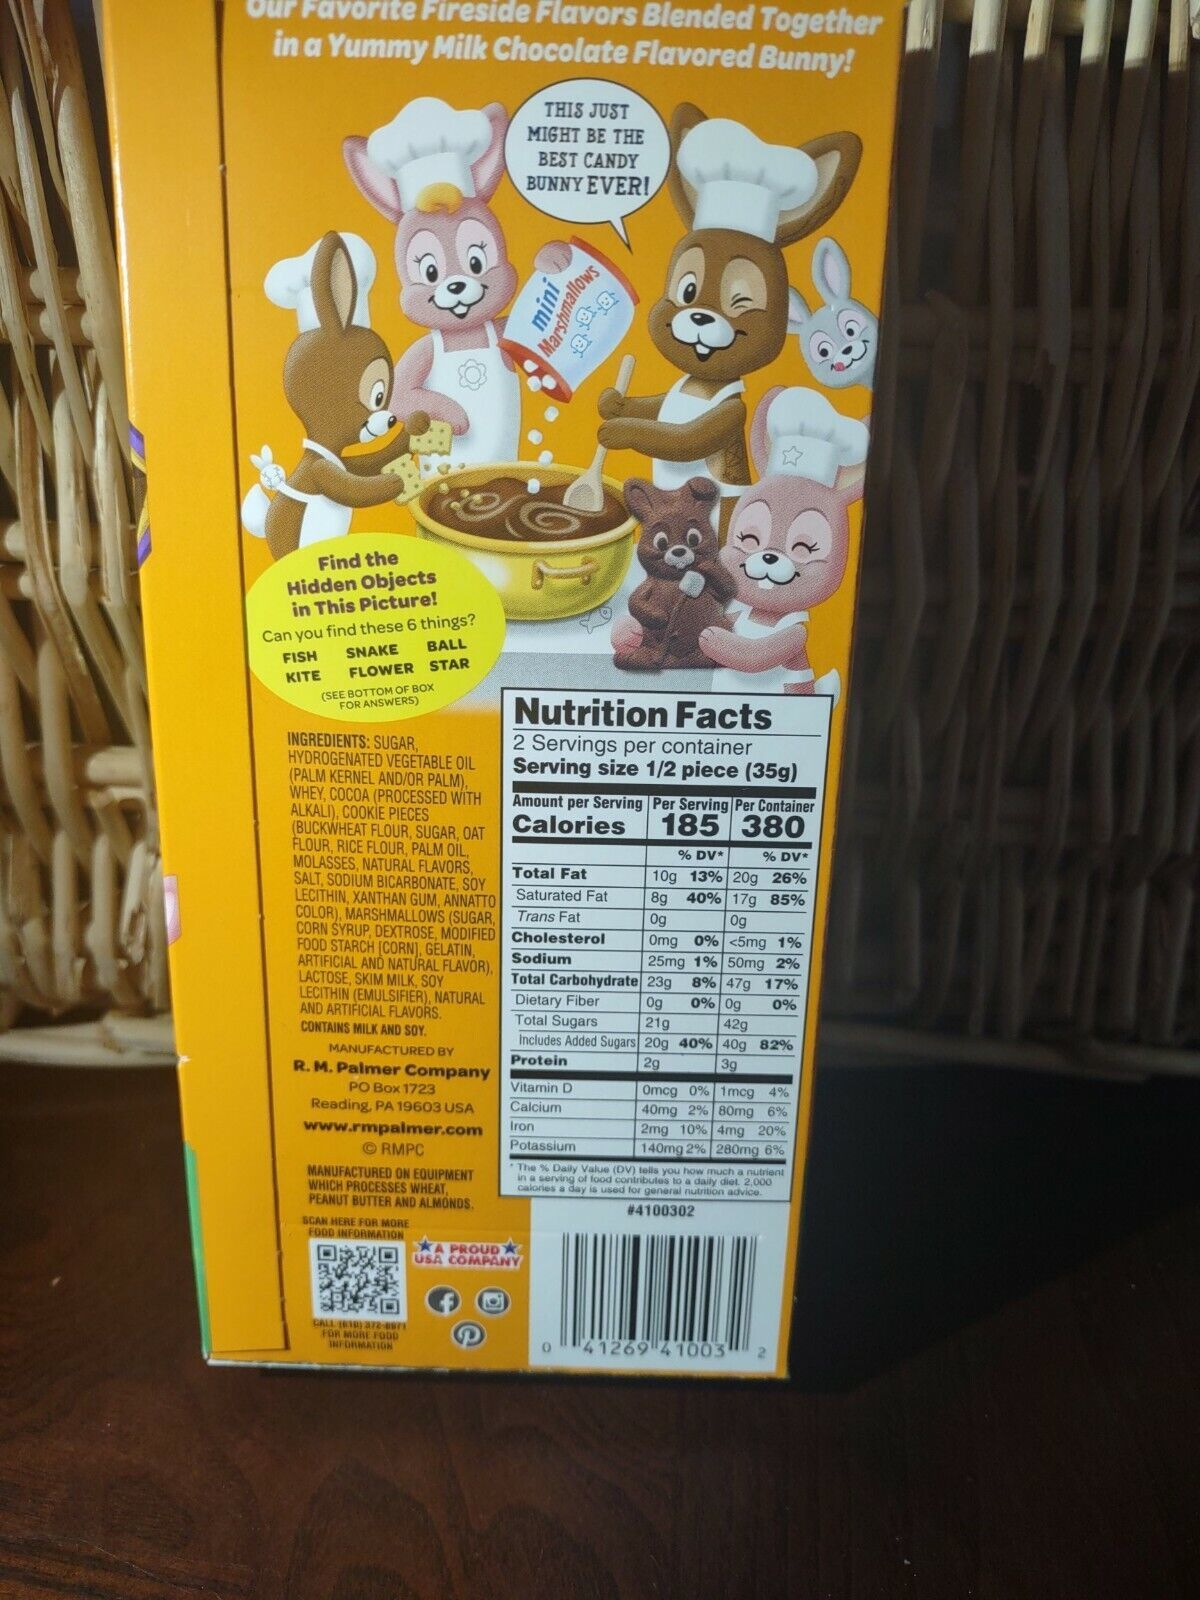 Our Favorite Fireside Flavors Blended Together
in a Yummy Milk Chocolate Flavored Bunny!
THIS JUST
MIGHT BE THE
BEST CANDY
BUNNY EVER!
mini
Marshmallows
Find the
Hidden Objects
in This Picture!
Can you find these 6 things?
FISH SNAKE BALL
KITE FLOWER STAR
(SEE BOTTOM OF BOX
FOR ANSWERS)
INGREDIENTS: SUGAR,
HYDROGENATED VEGETABLE OIL
(PALM KERNEL AND/OR PALM),
WHEY, COCOA (PROCESSED WITH
ALKALI), COOKIE PIECES
(BUCKWHEAT FLOUR, SUGAR, OAT
FLOUR, RICE FLOUR, PALM OIL,
MOLASSES, NATURAL FLAVORS,
SALT, SODIUM BICARBONATE, SOY
LECITHIN, XANTHAN GUM, ANNATTO
COLOR), MARSHMALLOWS (SUGAR,
CORN SYRUP, DEXTROSE, MODIFIED
FOOD STARCH [CORN], GELATIN,
ARTIFICIAL AND NATURAL FLAVOR),
LACTOSE, SKIM MILK, SOY
LECITHIN (EMULSIFIER), NATURAL
AND ARTIFICIAL FLAVORS.
CONTAINS MILK AND SOY.
MANUFACTURED BY
R. M. Palmer Company
PO Box 1723
Reading, PA 19603 USA
www.rmpalmer.com
© RMPC
MANUFACTURED ON EQUIPMENT
WHICH PROCESSES WHEAT,
PEANUT BUTTER AND ALMONDS.
SCAN HERE FOR MORE
FOOD INFORMATION
CALL (610) 372-8971
FOR MORE FOOD
INFORMATION
A PROUD
USA COMPANY
Nutrition Facts
2 Servings per container
Serving size 1/2 piece (35g)
Amount per Serving Per Serving Per Container
Calories 185 380
% DV* % DV*
Total Fat 10g 13% 20g 26%
Saturated Fat 8g 40% 17g 85%
Trans Fat 0g 0g
Cholesterol 0mg 0% <5mg 1%
Sodium 25mg 1% 50mg 2%
Total Carbohydrate 23g 8% 47g 17%
Dietary Fiber 0g 0% 0g 0%
Total Sugars 21g 42g
Includes Added Sugars 20g 40% 40g 82%
Protein 2g 3g
Vitamin D 0mcg 0% 1mcg 4%
Calcium 40mg 2% 80mg 6%
Iron 2mg 10% 4mg 20%
Potassium 140mg 2% 280mg 6%
* The % Daily Value (DV) tells you how much a nutrient
in a serving of food contributes to a daily diet. 2,000
calories a day is used for general nutrition advice.
#4100302
0 41269 41003 2